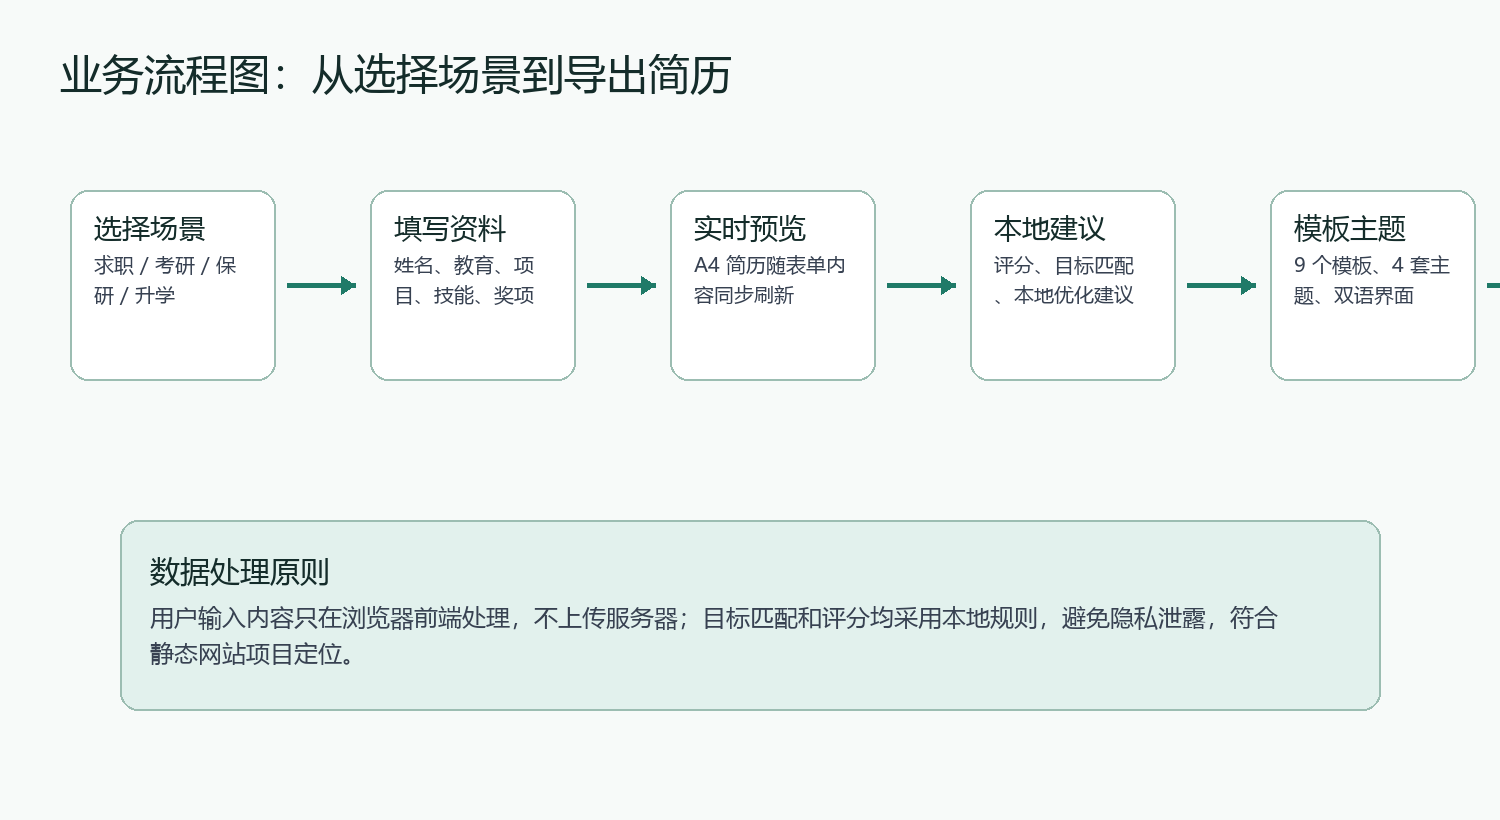 业务流程图：从选择场景到导出简历
选择场景
求职 / 考研 / 保
研 / 升学
填写资料
姓名、教育、项
目、技能、奖项
实时预览
A4 简历随表单内
容同步刷新
本地建议
评分、目标匹配
、本地优化建议
模板主题
9 个模板、4 套主
题、双语界面
数据处理原则
用户输入内容只在浏览器前端处理，不上传服务器；目标匹配和评分均采用本地规则，避免隐私泄露，符合
静态网站项目定位。